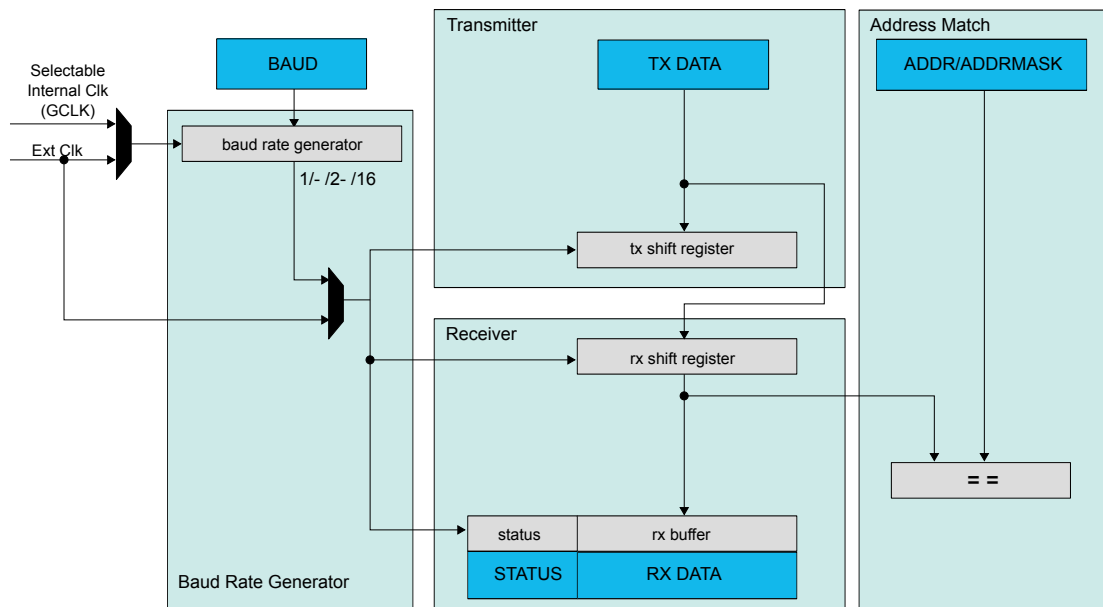 Transmitter
Address Match
BAUD
TX DATA
ADDR/ADDRMASK
Selectable
Internal Clk
(GCLK)
Ext Clk
baud rate generator
1/- /2- /16
tx shift register
Receiver
rx shift register
= =
status
rx buffer
STATUS
RX DATA
Baud Rate Generator